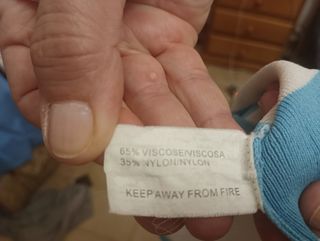 65% VISCOSE/VISCOSA
35% NYLON/NYLON
KEEP AWAY FROM FIRE